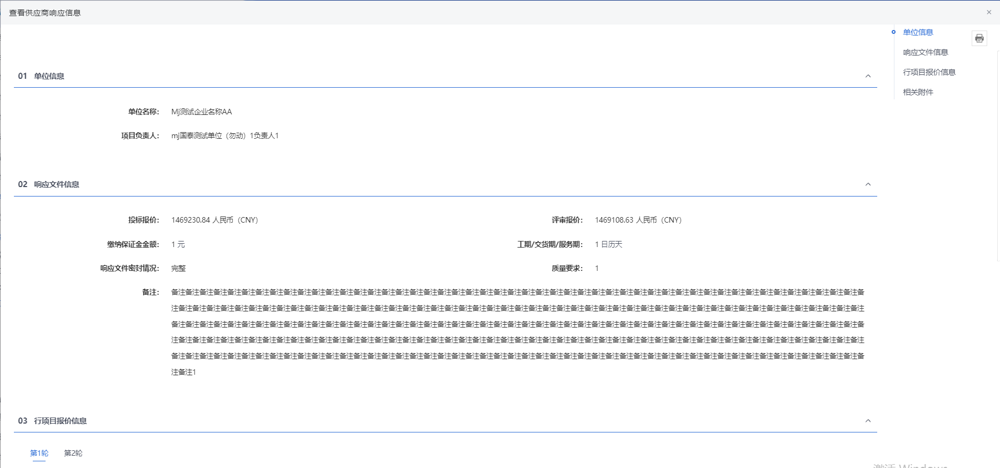 查看供应商响应信息
×
单位信息
响应文件信息
行项目报价信息
相关附件
01 单位信息
单位名称： Mj测试企业名称AA
项目负责人： mj国泰测试单位（勿动）1负责人1
02 响应文件信息
投标报价： 1469230.84 人民币（CNY） 评审报价： 1469108.63 人民币（CNY）
缴纳保证金金额： 1 元 工期/交货期/服务期： 1 日历天
响应文件密封情况： 完整 质量要求： 1
备注： 备注备注备注备注备注备注备注备注备注备注备注备注备注备注备注备注备注备注备注备注备注备注备注备注备注备注备注备注备注备注备注备注备注备注备注备注备注备注备注备注备注备注备注备注备注备注备注备注备注备
注备注备注备注备注备注备注备注备注备注备注备注备注备注备注备注备注备注备注备注备注备注备注备注备注备注备注备注备注备注备注备注备注备注备注备注备注备注备注备注备注备注备注备注备注备注备注备注备注备注
备注备注备注备注备注备注备注备注备注备注备注备注备注备注备注备注备注备注备注备注备注备注备注备注备注备注备注备注备注备注备注备注备注备注备注备注备注备注备注备注备注备注备注备注备注备注备注备注备注备
注备注备注备注备注备注备注备注备注备注备注备注备注备注备注备注备注备注备注备注备注备注备注备注备注备注备注备注备注备注备注备注备注备注备注备注备注备注备注备注备注备注备注备注备注备注备注备注备注备注
备注备注备注备注备注备注备注备注备注备注备注备注备注备注备注备注备注备注备注备注备注备注备注备注备注备注备注备注备注备注备注备注备注备注备注备注备注备注备注备注备注备注备注备注备注备注备注备注备注备
注备注1
03 行项目报价信息
第1轮 第2轮
激活 Windows